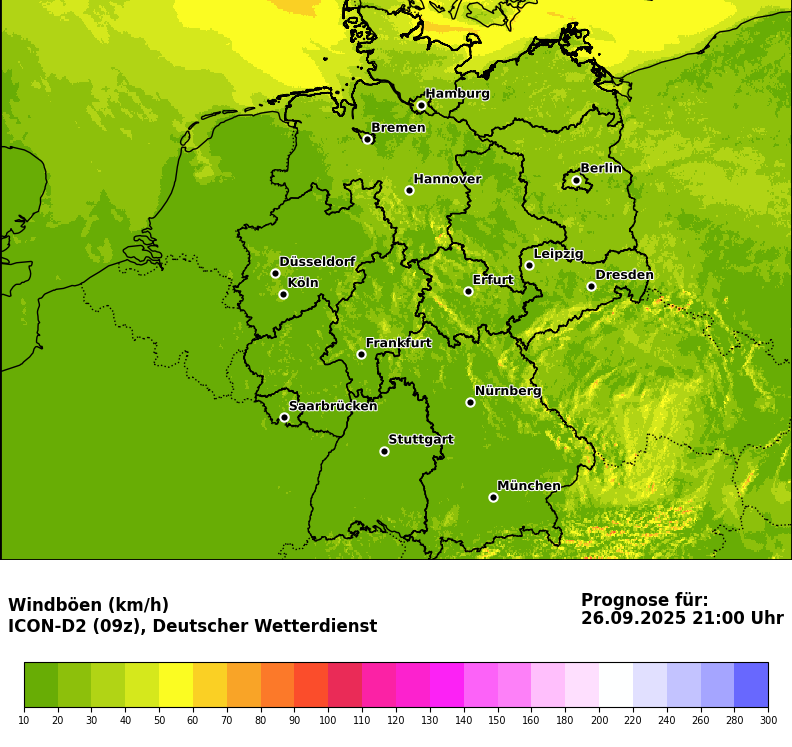 Hamburg
Bremen
Berlin
Hannover
Leipzig
Düsseldorf
Dresden
Köln
Erfurt
Frankfurt
Nürnberg
Saarbrücken
Stuttgart
München
Windböen (km/h)
ICON-D2 (09z), Deutscher Wetterdienst
Prognose für:
26.09.2025 21:00 Uhr
10 20 30 40 50 60 70 80 90 100 110 120 130 140 150 160 180 200 220 240 260 280 300